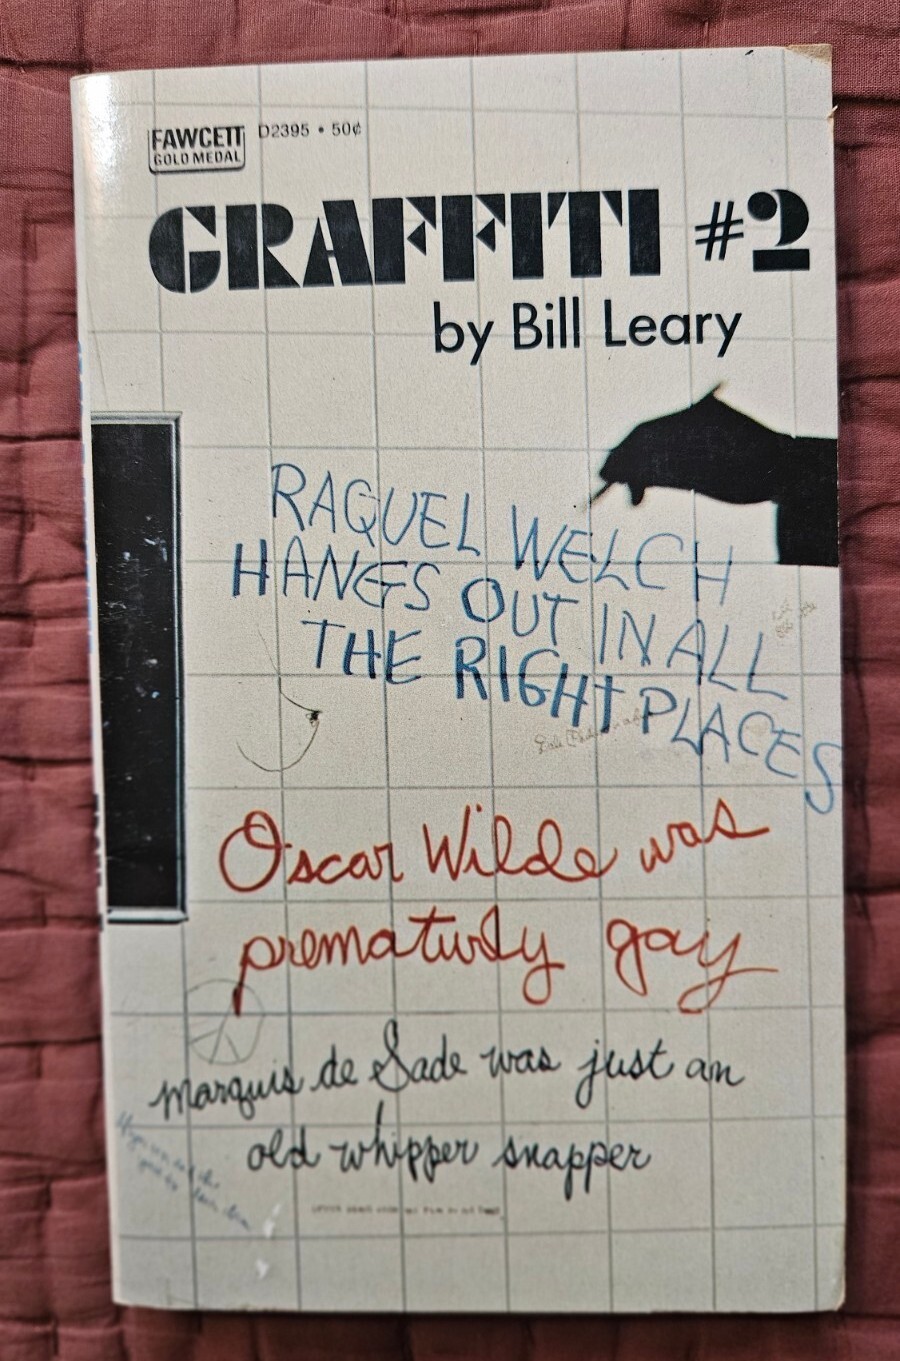 FAWCETT
GOLD MEDAL
D2395 • 50¢
GRAFFITI #2
by Bill Leary
RAQUEL WELCH
HANGS OUT IN ALL
THE RIGHT PLACES
Oscar Wilde was
prematurly gay
marquis de Sade was just an
old whipper snapper